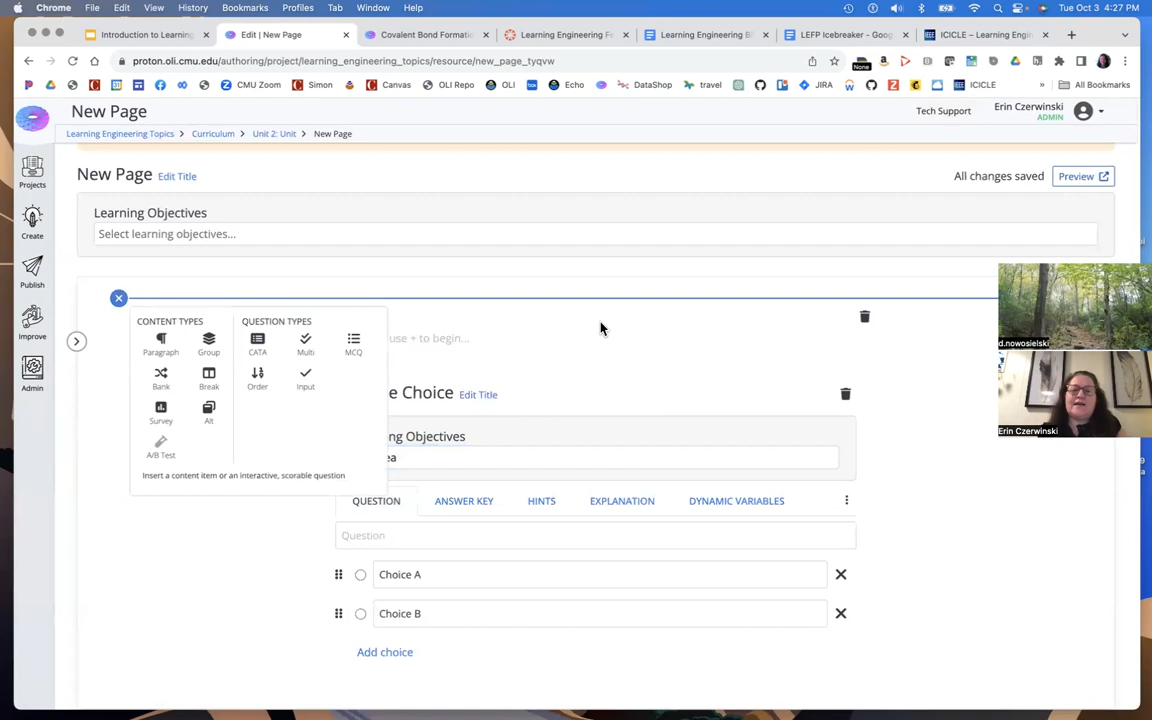 Chrome File Edit View History Bookmarks Profiles Tab Window Help Tue Oct 3 4:27 PM
Introduction to Learning Edit | New Page Covalent Bond Formatio Learning Engineering Fe Learning Engineering Bl LEFP Icebreaker - Goog ICICLE – Learning Engin
proton.oli.cmu.edu/authoring/project/learning_engineering_topics/resource/new_page_tyqvw
None
CMU Zoom Simon Canvas OLI Repo OLI Echo DataShop travel JIRA ICICLE » All Bookmarks
New Page
Tech Support
Erin Czerwinski
ADMIN
Learning Engineering Topics Curriculum Unit 2: Unit New Page
Projects
Create
Publish
Improve
Admin
New Page Edit Title
All changes saved
Preview
Learning Objectives
Select learning objectives...
CONTENT TYPES
Paragraph Group
Bank Break
Survey Alt
A/B Test
QUESTION TYPES
CATA Multi MCQ
Order Input
Insert a content item or an interactive, scorable question
use + to begin...
e Choice Edit Title
ng Objectives
ea
QUESTION ANSWER KEY HINTS EXPLANATION DYNAMIC VARIABLES
Question
Choice A
Choice B
Add choice
d.nowosielski
Erin Czerwinski